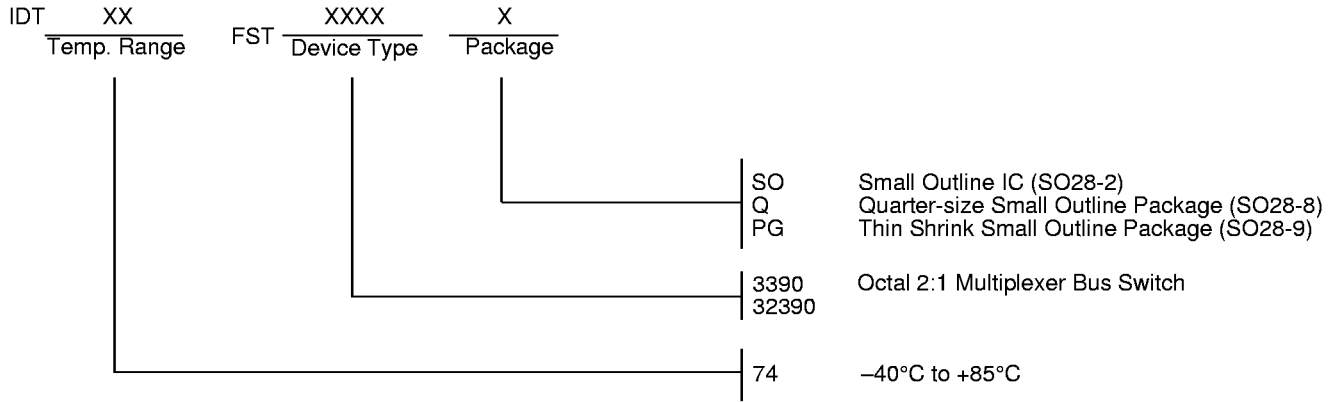 IDT XX FST XXXX X
Temp. Range Device Type Package
SO Small Outline IC (SO28-2)
Q Quarter-size Small Outline Package (SO28-8)
PG Thin Shrink Small Outline Package (SO28-9)
3390 Octal 2:1 Multiplexer Bus Switch
32390
74 –40°C to +85°C